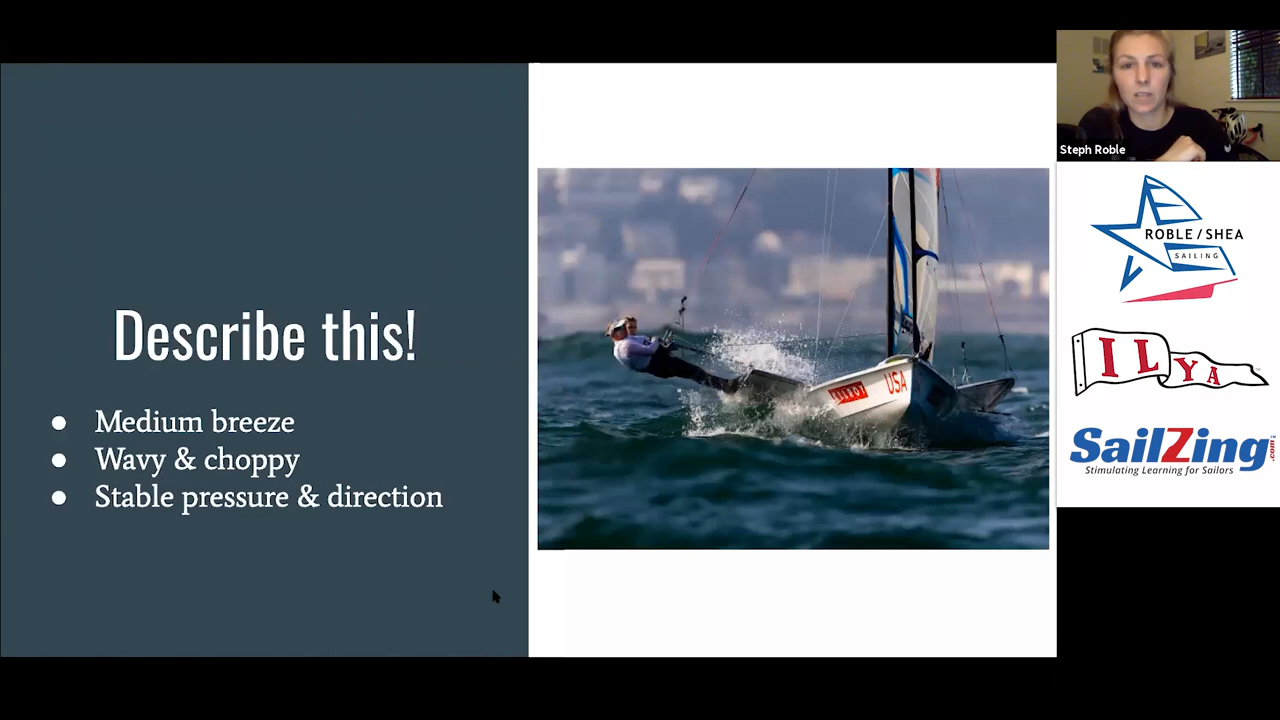 Describe this!
Medium breeze
Wavy & choppy
Stable pressure & direction
USA
Steph Roble
ROBLE / SHEA
SAILING
ILYA
SailZing.com
Stimulating Learning for Sailors